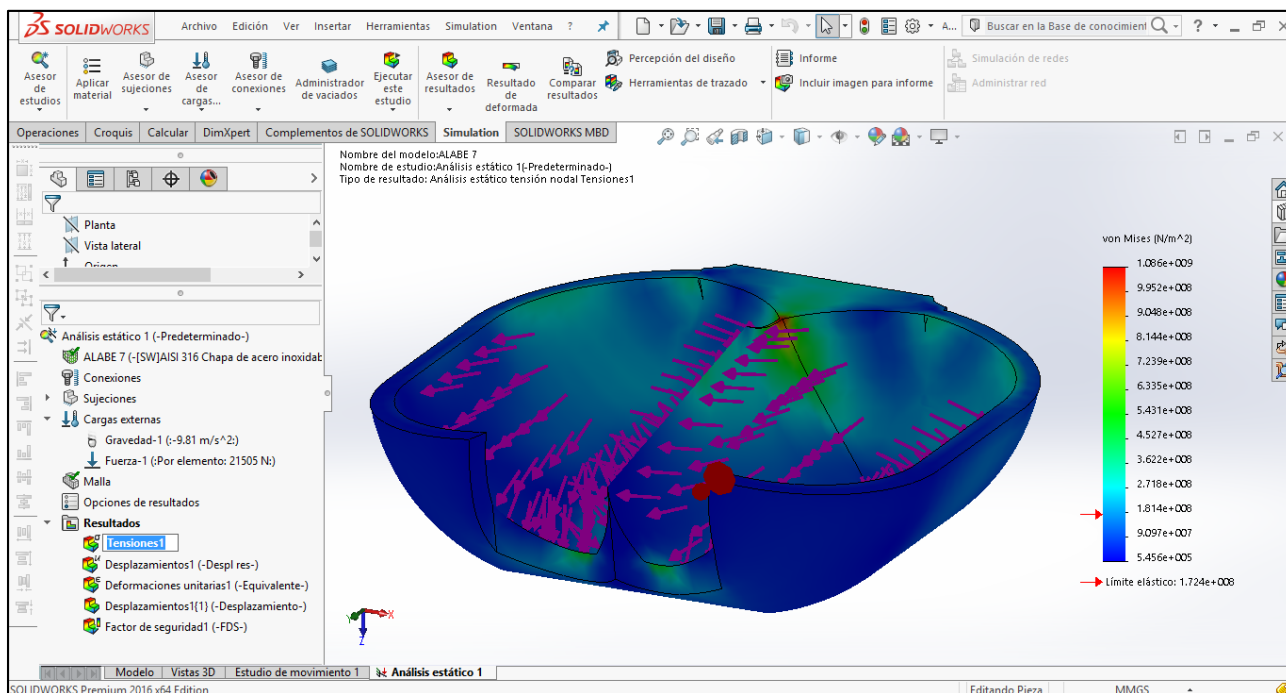 SOLIDWORKS
Archivo Edición Ver Insertar Herramientas Simulation Ventana ?
A... Buscar en la Base de conocimient ?
Asesor de estudios
Aplicar material
Asesor de sujeciones
Asesor de cargas...
Asesor de conexiones
Administrador de vaciados
Ejecutar este estudio
Asesor de resultados
Resultado de deformada
Comparar resultados
Percepción del diseño
Herramientas de trazado
Informe
Incluir imagen para informe
Simulación de redes
Administrar red
Operaciones Croquis Calcular DimXpert Complementos de SOLIDWORKS Simulation SOLIDWORKS MBD
Planta
Vista lateral
Origen
Análisis estático 1 (-Predeterminado-)
ALABE 7 (-[SW]AISI 316 Chapa de acero inoxidab
Conexiones
Sujeciones
Cargas externas
Gravedad-1 (:-9.81 m/s^2:)
Fuerza-1 (:Por elemento: 21505 N:)
Malla
Opciones de resultados
Resultados
Tensiones1
Desplazamientos1 (-Despl res-)
Deformaciones unitarias1 (-Equivalente-)
Desplazamientos1{1} (-Desplazamiento-)
Factor de seguridad1 (-FDS-)
Nombre del modelo:ALABE 7
Nombre de estudio:Análisis estático 1(-Predeterminado-)
Tipo de resultado: Análisis estático tensión nodal Tensiones1
von Mises (N/m^2)
1.086e+009
9.952e+008
9.048e+008
8.144e+008
7.239e+008
6.335e+008
5.431e+008
4.527e+008
3.622e+008
2.718e+008
1.814e+008
9.097e+007
5.456e+005
Límite elástico: 1.724e+008
Y X
Z
Modelo Vistas 3D Estudio de movimiento 1 Análisis estático 1
SOLIDWORKS Premium 2016 x64 Edition Editando Pieza MMGS